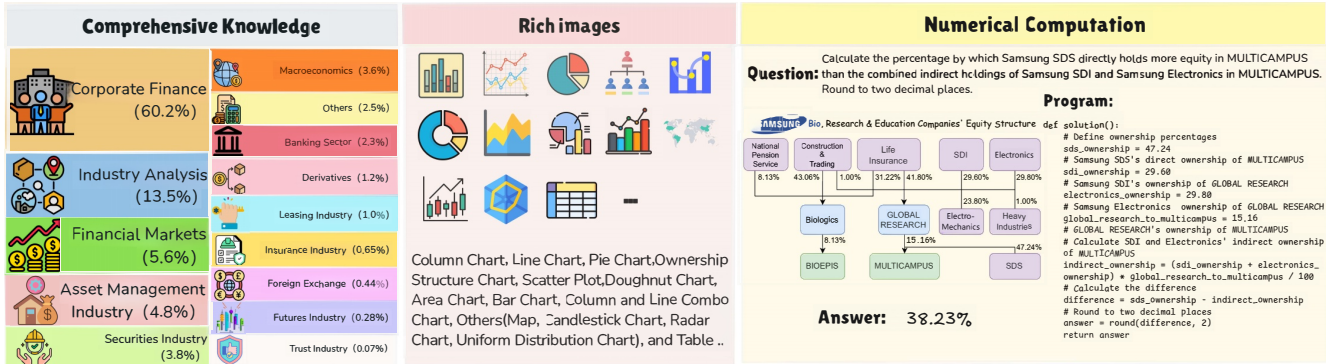 Comprehensive Knowledge
Corporate Finance
(60.2%)
Industry Analysis
(13.5%)
Financial Markets
(5.6%)
Asset Management
Industry (4.8%)
Securities Industry
(3.8%)
Macroeconomics (3.6%)
Others (2.5%)
Banking Sector (2,3%)
Derivatives (1.2%)
Leasing Industry (1.0%)
Insurance Industry (0.65%)
Foreign Exchange (0.44%)
Futures Industry (0.28%)
Trust Industry (0.07%)
Rich images
Column Chart, Line Chart, Pie Chart,Ownership
Structure Chart, Scatter Plot,Doughnut Chart,
Area Chart, Bar Chart, Column and Line Combo
Chart, Others(Map, Candlestick Chart, Radar
Chart, Uniform Distribution Chart), and Table ..
Numerical Computation
Question: Calculate the percentage by which Samsung SDS directly holds more equity in MULTICAMPUS
than the combined indirect holdings of Samsung SDI and Samsung Electronics in MULTICAMPUS.
Round to two decimal places.
SAMSUNG Bio, Research & Education Companies' Equity Structure
National
Pension
Service
Construction
&
Trading
Life
Insurance
SDI
Electronics
8.13%
43.06%
1.00%
31.22%
41.80%
29.60%
29.80%
23.80%
1.00%
Biologics
GLOBAL
RESEARCH
Electro-
Mechanics
Heavy
Industries
8.13%
15.16%
47.24%
BIOEPIS
MULTICAMPUS
SDS
Answer: 38.23%
Program:
def solution():
# Define ownership percentages
sds_ownership = 47.24
# Samsung SDS's direct ownership of MULTICAMPUS
sdi_ownership = 29.60
# Samsung SDI's ownership of GLOBAL RESEARCH
electronics_ownership = 29.80
# Samsung Electronics ownership of GLOBAL RESEARCH
global_research_to_multicampus = 15,16
# GLOBAL RESEARCH's ownership of MULTICAMPUS
# Calculate SDI and Electronics' indirect ownership
of MULTICAMPUS
indirect_ownership = (sdi_ownership + electronics_
ownership) * global_research_to_multicampus / 100
# Calculate the difference
difference = sds_ownership - indirect_ownership
# Round to two decimal places
answer = round(difference, 2)
return answer